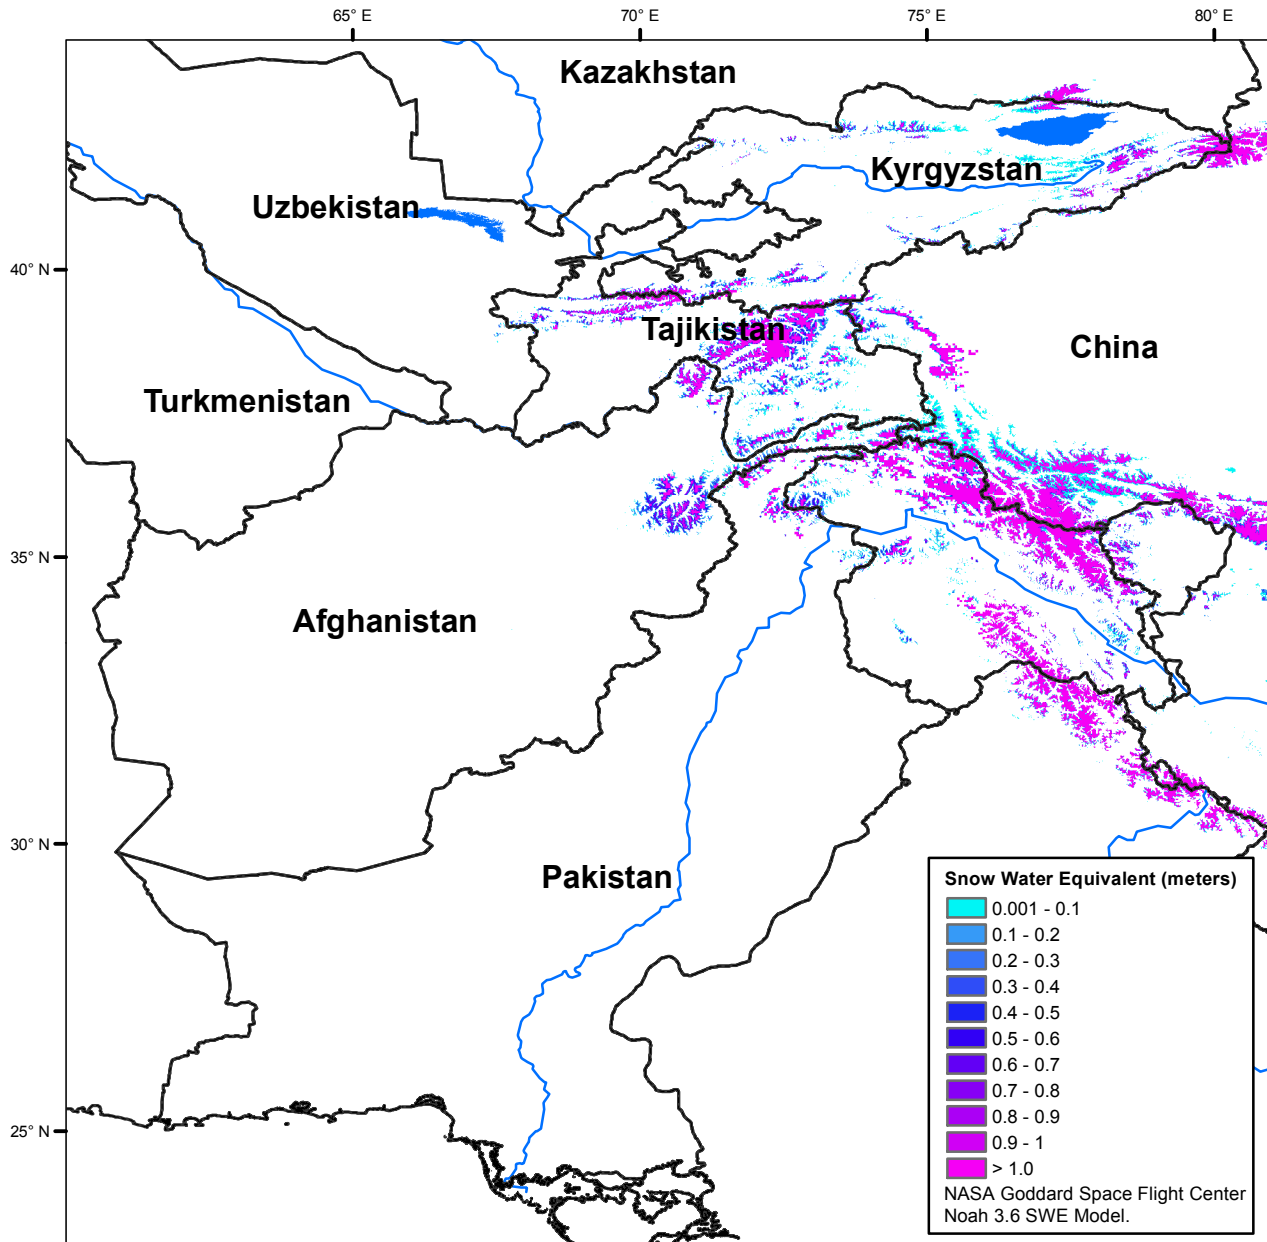 65° E
70° E
75° E
80° E
Kazakhstan
Kyrgyzstan
Uzbekistan
40° N
Tajikistan
China
Turkmenistan
35° N
Afghanistan
30° N
Pakistan
25° N
Snow Water Equivalent (meters)
0.001 - 0.1
0.1 - 0.2
0.2 - 0.3
0.3 - 0.4
0.4 - 0.5
0.5 - 0.6
0.6 - 0.7
0.7 - 0.8
0.8 - 0.9
0.9 - 1
> 1.0
NASA Goddard Space Flight Center
Noah 3.6 SWE Model.